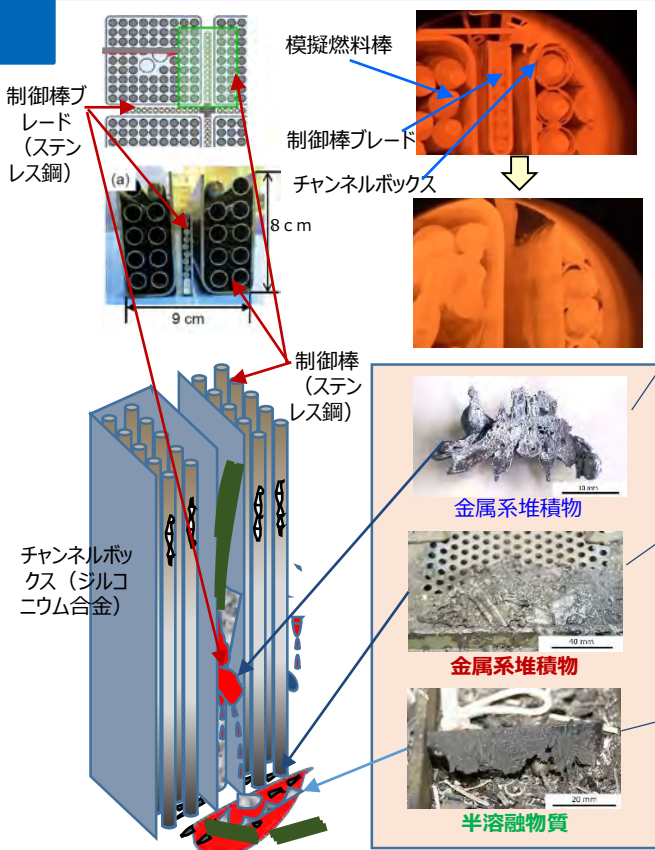 制御棒ブ
レード
（ステン
レス鋼）
模擬燃料棒
制御棒ブレード
チャンネルボックス
(a)
8ｃｍ
9 cm
制御棒
（ステン
レス鋼）
チャンネルボッ
クス（ジルコ
ニウム合金）
10 mm
金属系堆積物
40 mm
金属系堆積物
20 mm
半溶融物質